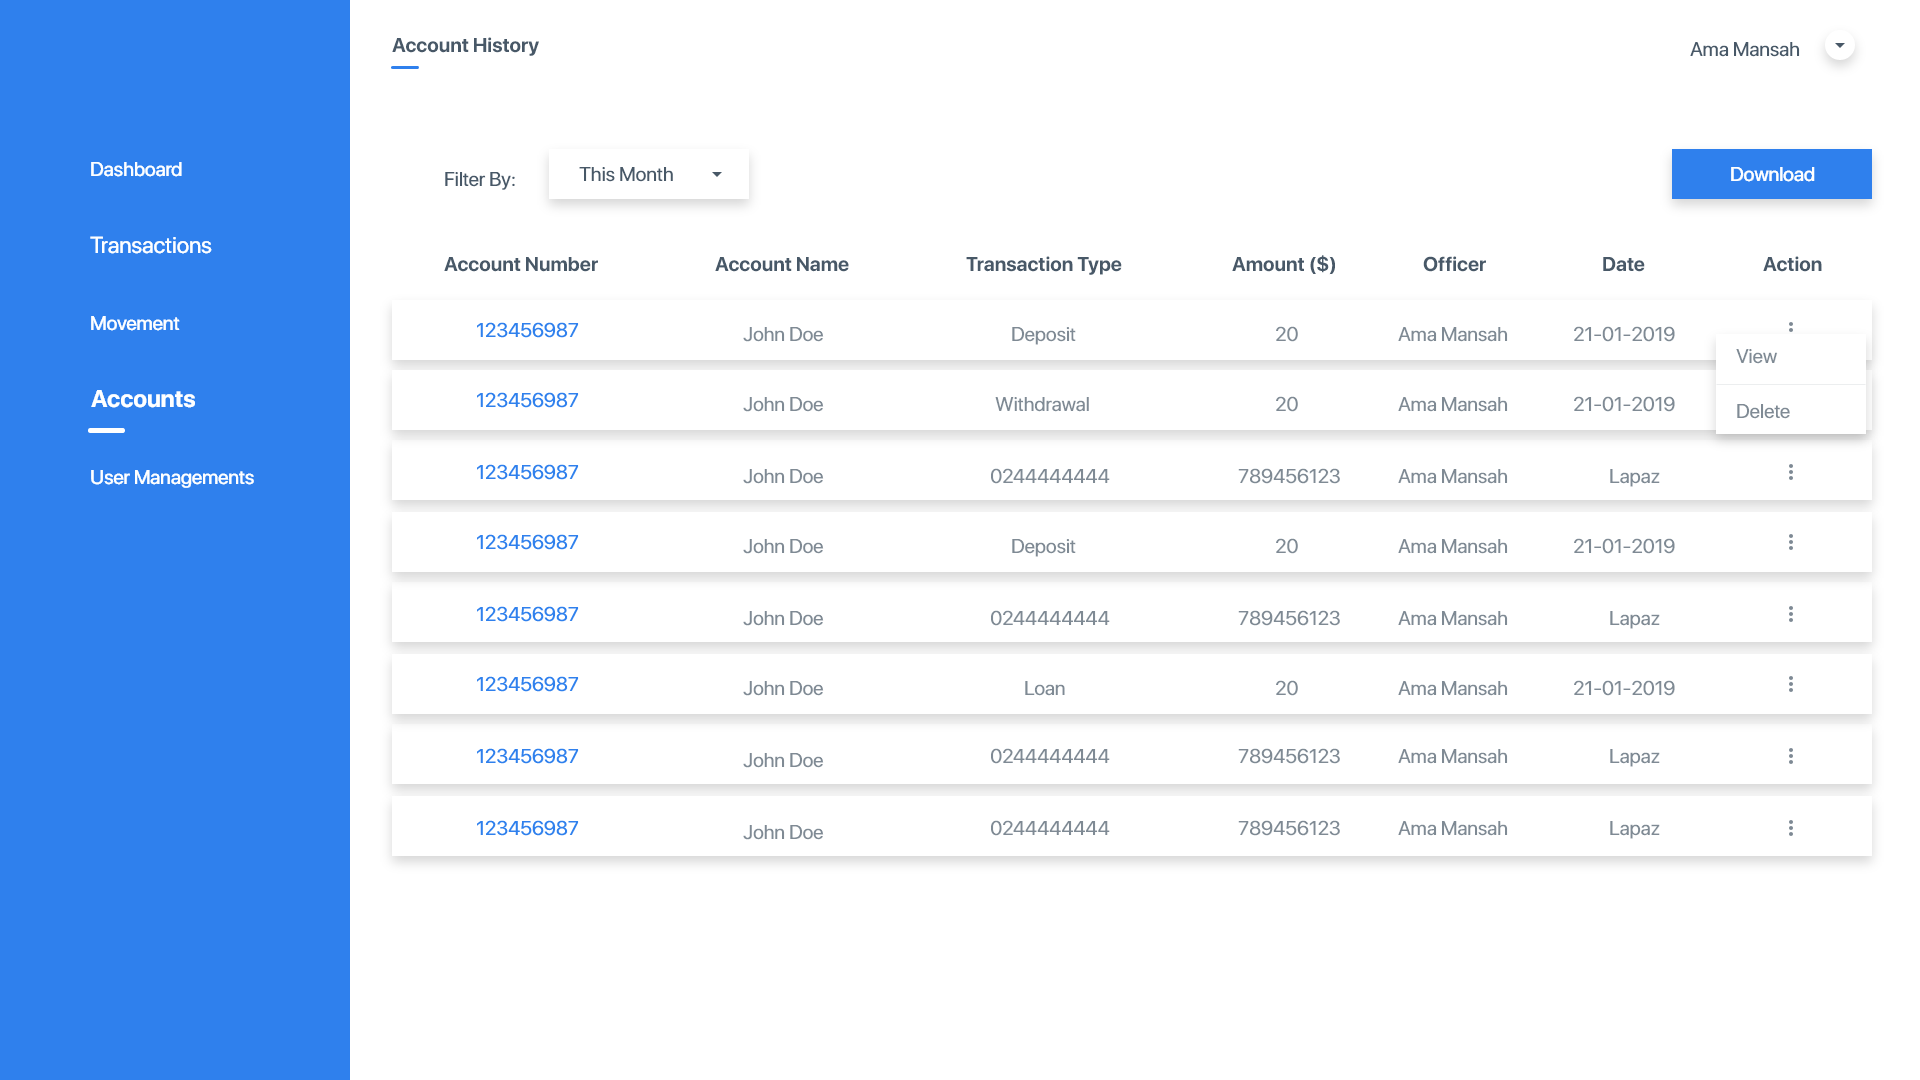 Account History
Ama Mansah
Dashboard
Transactions
Movement
Accounts
User Managements
Filter By: This Month
Download
Account Number Account Name Transaction Type Amount ($) Officer Date Action
123456987 John Doe Deposit 20 Ama Mansah 21-01-2019
View
123456987 John Doe Withdrawal 20 Ama Mansah 21-01-2019
Delete
123456987 John Doe 0244444444 789456123 Ama Mansah Lapaz
123456987 John Doe Deposit 20 Ama Mansah 21-01-2019
123456987 John Doe 0244444444 789456123 Ama Mansah Lapaz
123456987 John Doe Loan 20 Ama Mansah 21-01-2019
123456987 John Doe 0244444444 789456123 Ama Mansah Lapaz
123456987 John Doe 0244444444 789456123 Ama Mansah Lapaz